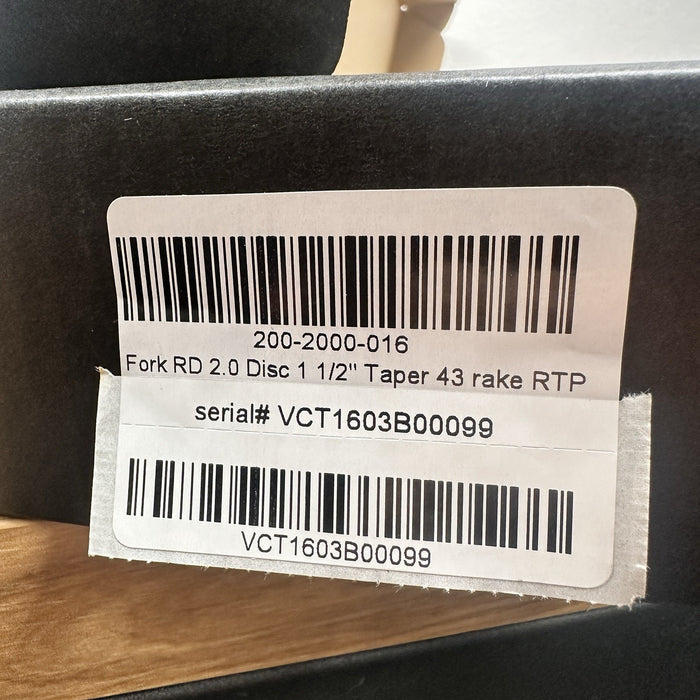 200-2000-016
Fork RD 2.0 Disc 1 1/2" Taper 43 rake RTP
serial# VCT1603B00099
VCT1603B00099